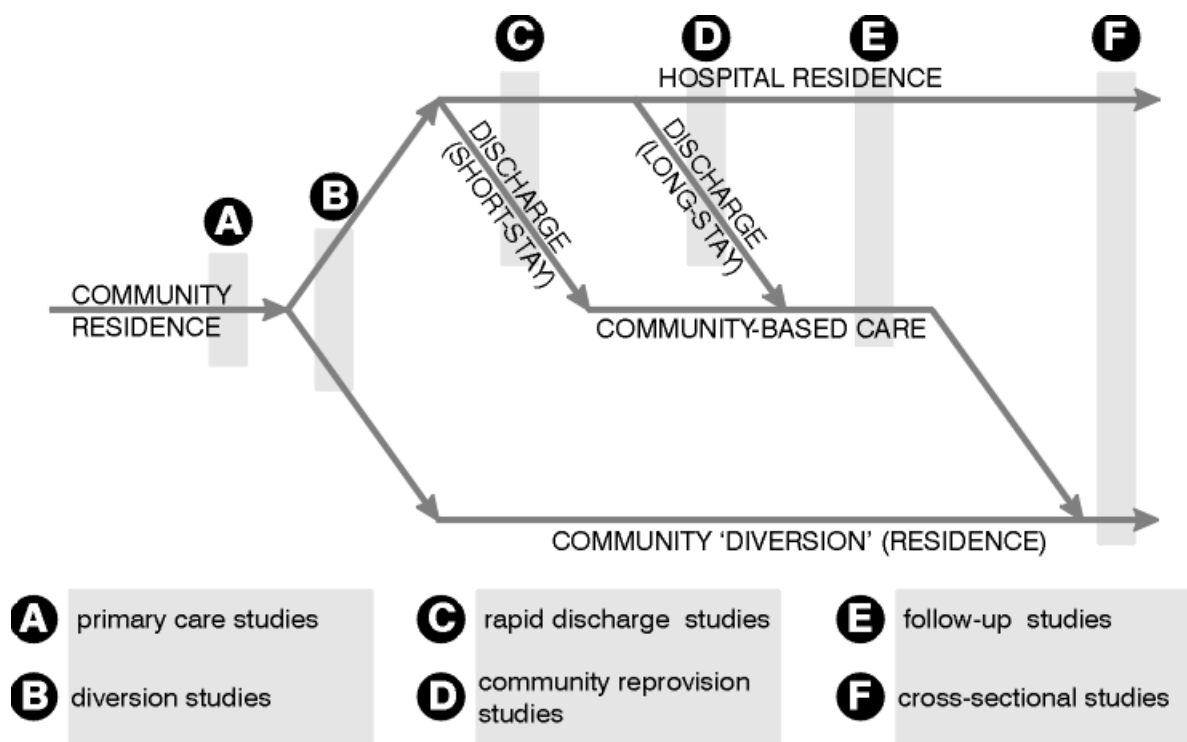 C
D
E
F
HOSPITAL RESIDENCE
DISCHARGE
(SHORT-STAY)
DISCHARGE
(LONG-STAY)
B
A
COMMUNITY
RESIDENCE
COMMUNITY-BASED CARE
COMMUNITY ‘DIVERSION’ (RESIDENCE)
A primary care studies
B diversion studies
C rapid discharge studies
D community reprovision
studies
E follow-up studies
F cross-sectional studies